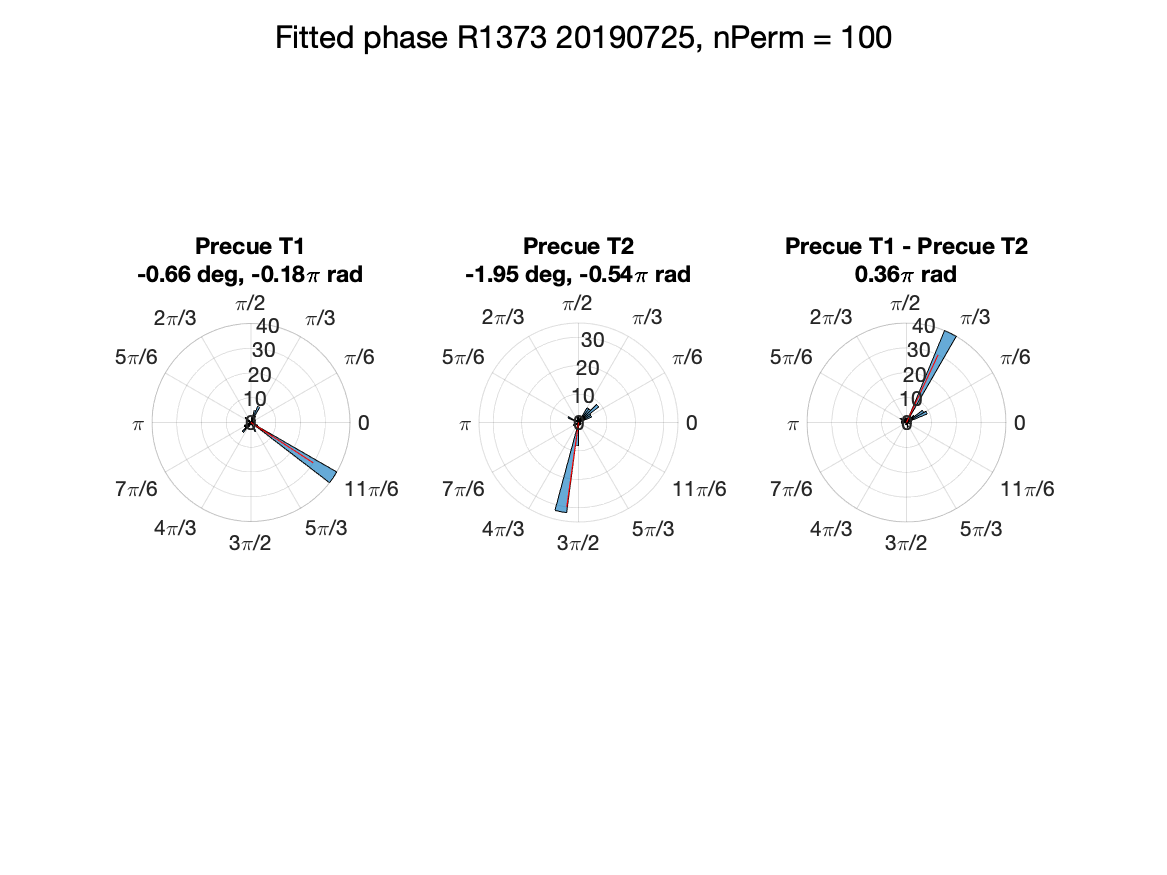 Fitted phase R1373 20190725, nPerm = 100
Precue T1
-0.66 deg, -0.18π rad
π/2
2π/3
π/3
5π/6
π/6
π
0
7π/6
11π/6
4π/3
5π/3
3π/2
40
30
20
10
0
Precue T2
-1.95 deg, -0.54π rad
π/2
2π/3
π/3
5π/6
π/6
π
0
7π/6
11π/6
4π/3
5π/3
3π/2
30
20
10
0
Precue T1 - Precue T2
0.36π rad
π/2
2π/3
π/3
5π/6
π/6
π
0
7π/6
11π/6
4π/3
5π/3
3π/2
40
30
20
10
0